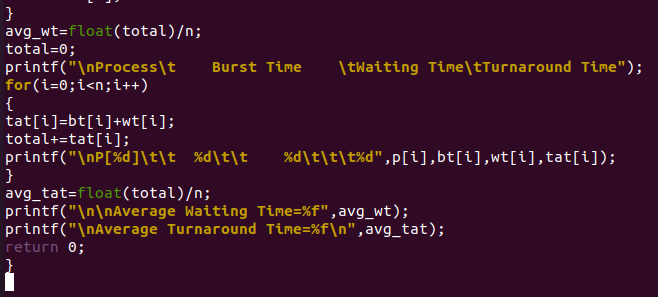 }
avg_wt=float(total)/n;
total=0;
printf("\nProcess\t    Burst Time    \tWaiting Time\tTurnaround Time");
for(i=0;i<n;i++)
{
tat[i]=bt[i]+wt[i];
total+=tat[i];
printf("\nP[%d]\t\t  %d\t\t    %d\t\t\t%d",p[i],bt[i],wt[i],tat[i]);
}
avg_tat=float(total)/n;
printf("\n\nAverage Waiting Time=%f",avg_wt);
printf("\nAverage Turnaround Time=%f\n",avg_tat);
return 0;
}